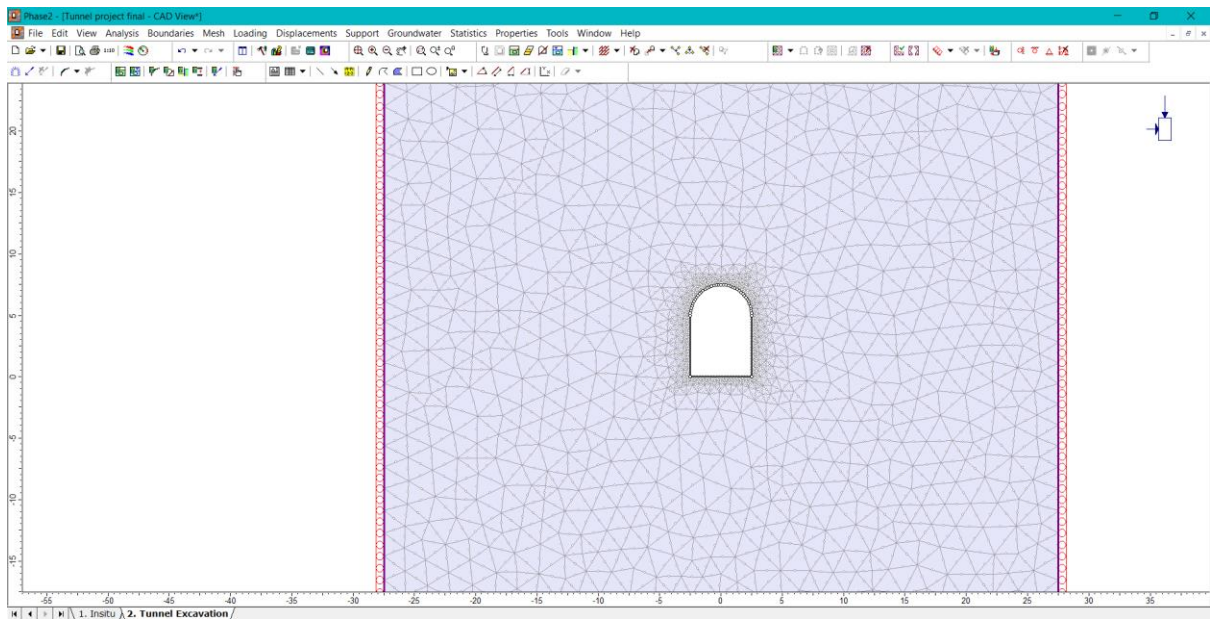 Phase2 - [Tunnel project final - CAD View*]
File Edit View Analysis Boundaries Mesh Loading Displacements Support Groundwater Statistics Properties Tools Window Help
20
15
10
5
0
-5
-10
-15
-55 -50 -45 -40 -35 -30 -25 -20 -15 -10 -5 0 5 10 15 20 25 30 35
1. Insitu 2. Tunnel Excavation